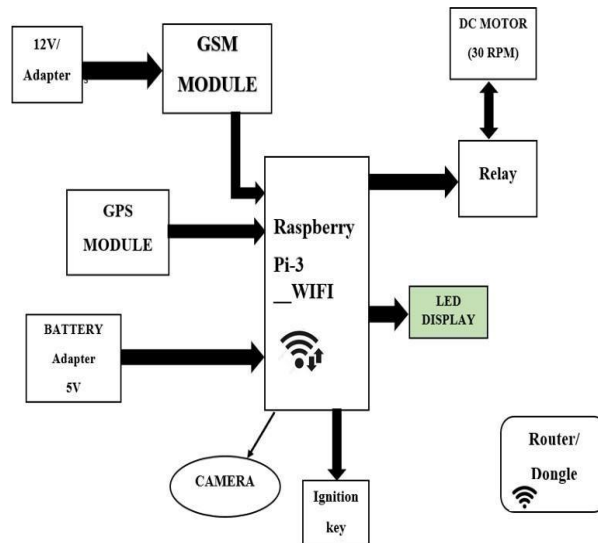 12V/
Adapter
GSM
MODULE
DC MOTOR
(30 RPM)
Relay
GPS
MODULE
Raspberry
Pi-3
__WIFI
LED
DISPLAY
BATTERY
Adapter
5V
CAMERA
Ignition
key
Router/
Dongle